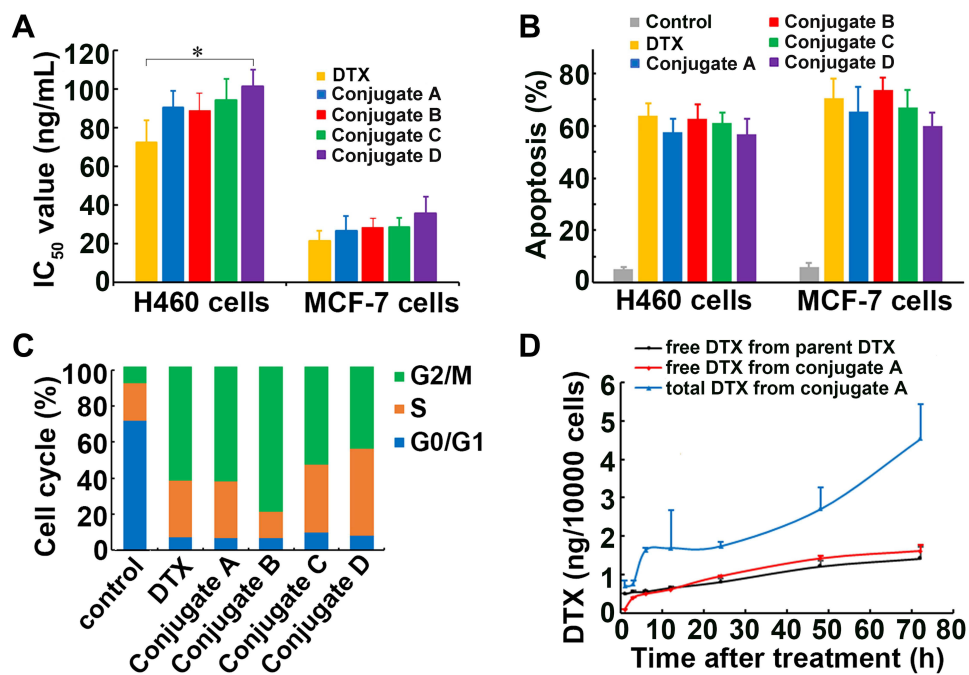 A
IC50 value (ng/mL)
120
100
80
60
40
20
0
*
DTX
Conjugate A
Conjugate B
Conjugate C
Conjugate D
H460 cells
MCF-7 cells
B
Apoptosis (%)
80
60
40
20
0
Control
DTX
Conjugate A
Conjugate B
Conjugate C
Conjugate D
H460 cells
MCF-7 cells
C
Cell cycle (%)
100
80
60
40
20
0
G2/M
S
G0/G1
control
DTX
Conjugate A
Conjugate B
Conjugate C
Conjugate D
D
free DTX from parent DTX
free DTX from conjugate A
total DTX from conjugate A
DTX (ng/10000 cells)
6
5
4
3
2
1
0
0 10 20 30 40 50 60 70 80
Time after treatment (h)